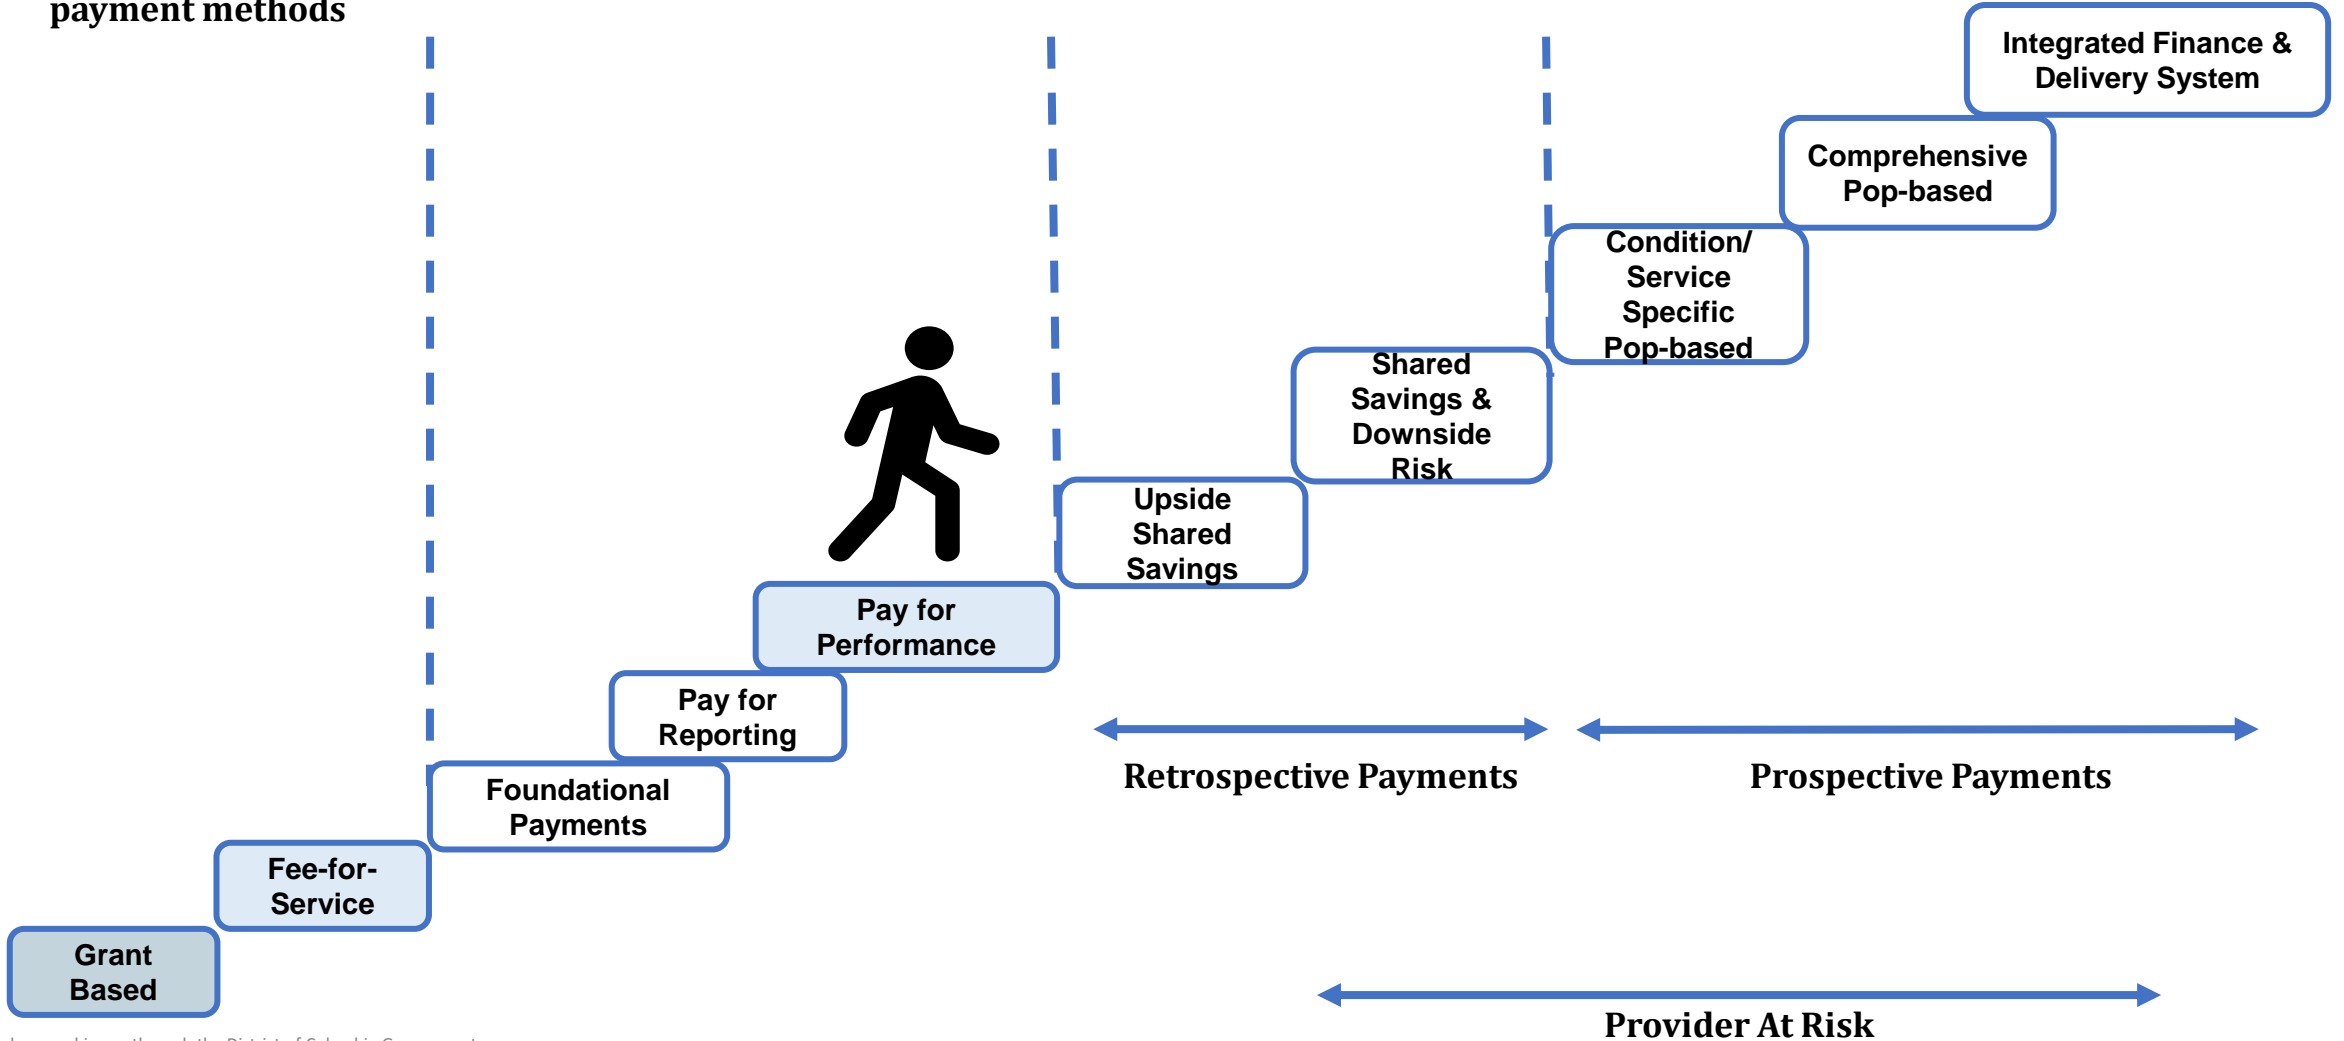 payment methods
Integrated Finance &
Delivery System
Comprehensive
Pop-based
Condition/
Service
Specific
Pop-based
Shared
Savings &
Downside
Risk
Upside
Shared
Savings
Pay for
Performance
Pay for
Reporting
Foundational
Payments
Fee-for-
Service
Grant
Based
Retrospective Payments
Prospective Payments
Provider At Risk